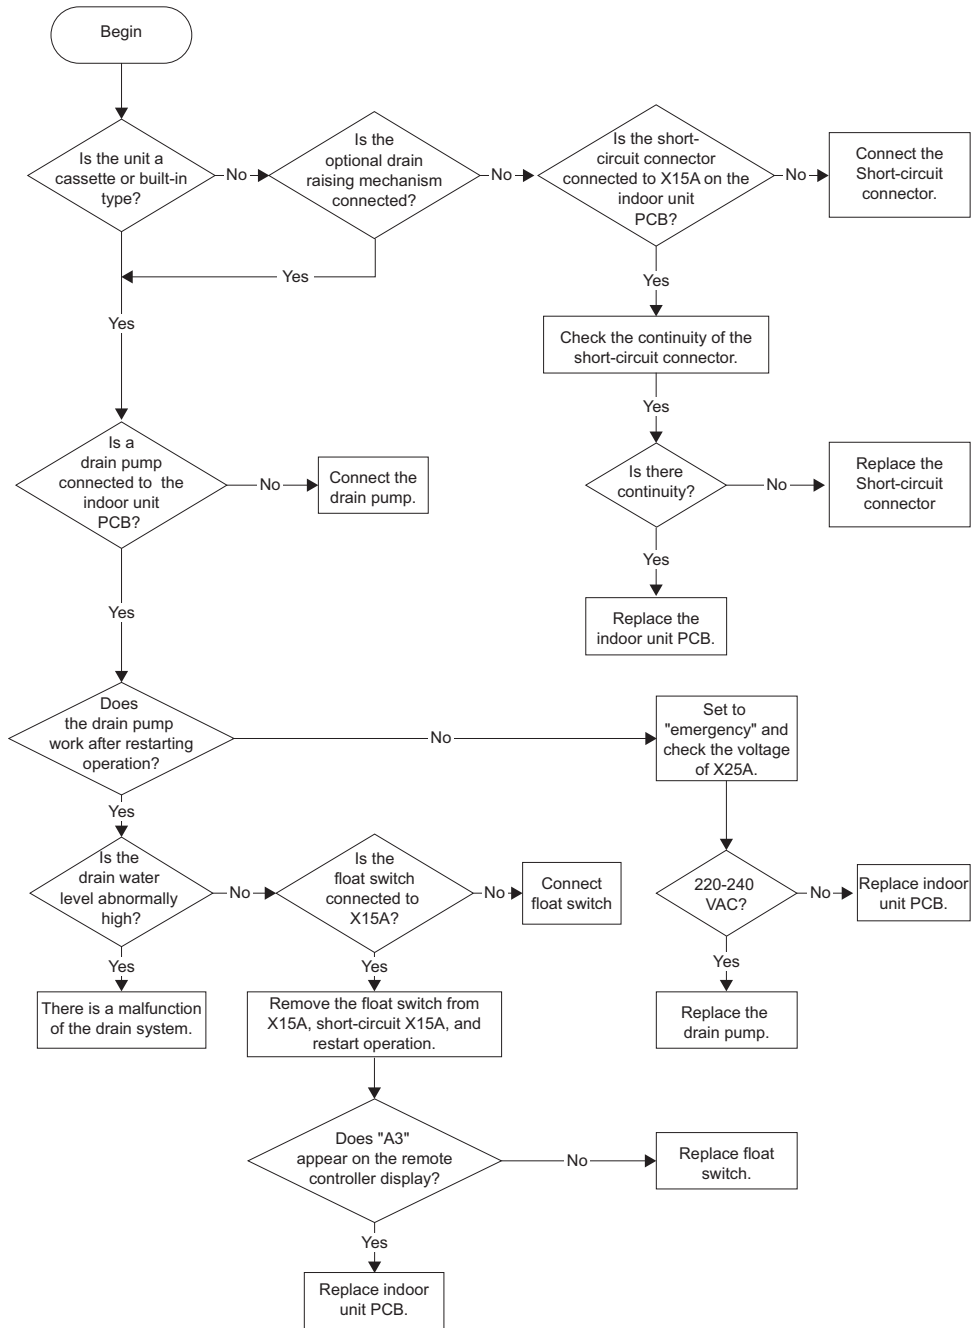 Begin
Is the unit a
cassette or built-in
type?
No
Is the
optional drain
raising mechanism
connected?
No
Is the short-
circuit connector
connected to X15A on the
indoor unit
PCB?
No
Connect the
Short-circuit
connector.
Yes
Yes
Yes
Check the continuity of the
short-circuit connector.
Yes
Is a
drain pump
connected to the
indoor unit
PCB?
No
Connect the
drain pump.
Is there
continuity?
No
Replace the
Short-circuit
connector
Yes
Yes
Replace the
indoor unit PCB.
Does
the drain pump
work after restarting
operation?
No
Set to
"emergency" and
check the voltage
of X25A.
Yes
Is the
drain water
level abnormally
high?
No
Is the
float switch
connected to
X15A?
No
Connect
float switch
220-240
VAC?
No
Replace indoor
unit PCB.
Yes
Yes
Yes
There is a malfunction
of the drain system.
Remove the float switch from
X15A, short-circuit X15A, and
restart operation.
Replace the
drain pump.
Does "A3"
appear on the remote
controller display?
No
Replace float
switch.
Yes
Replace indoor
unit PCB.